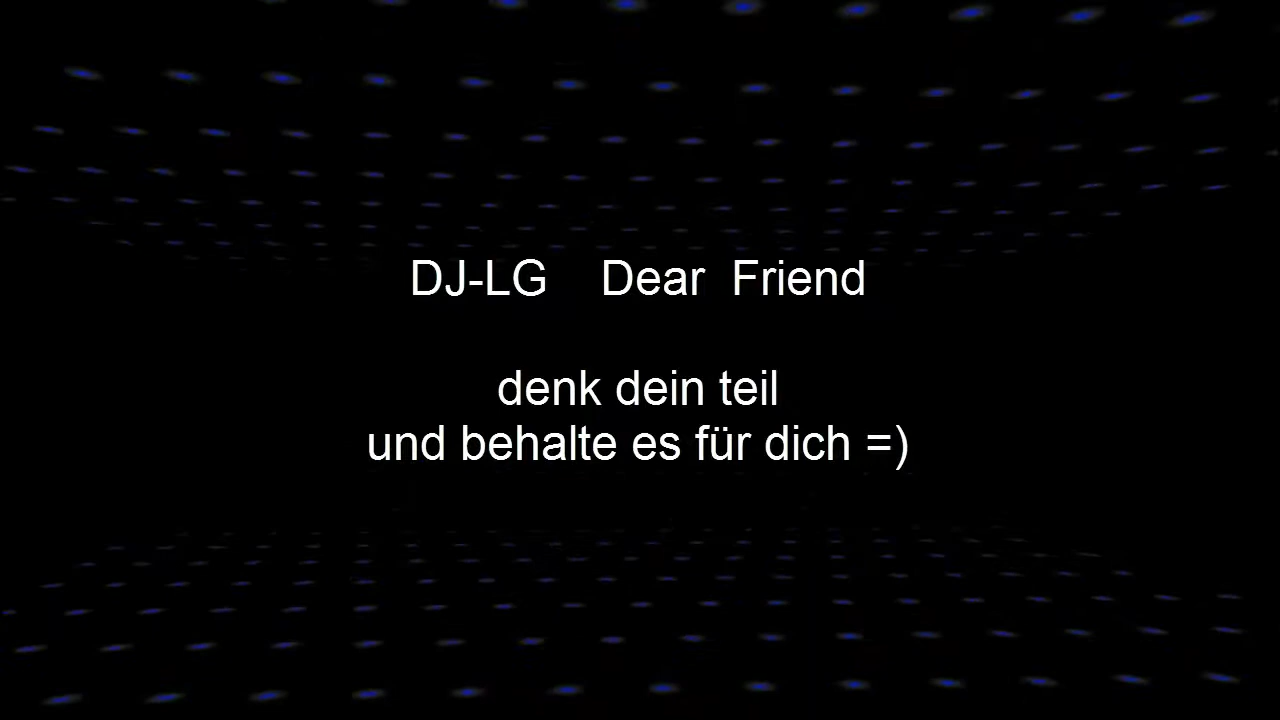 DJ-LG Dear Friend
denk dein teil
und behalte es für dich =)